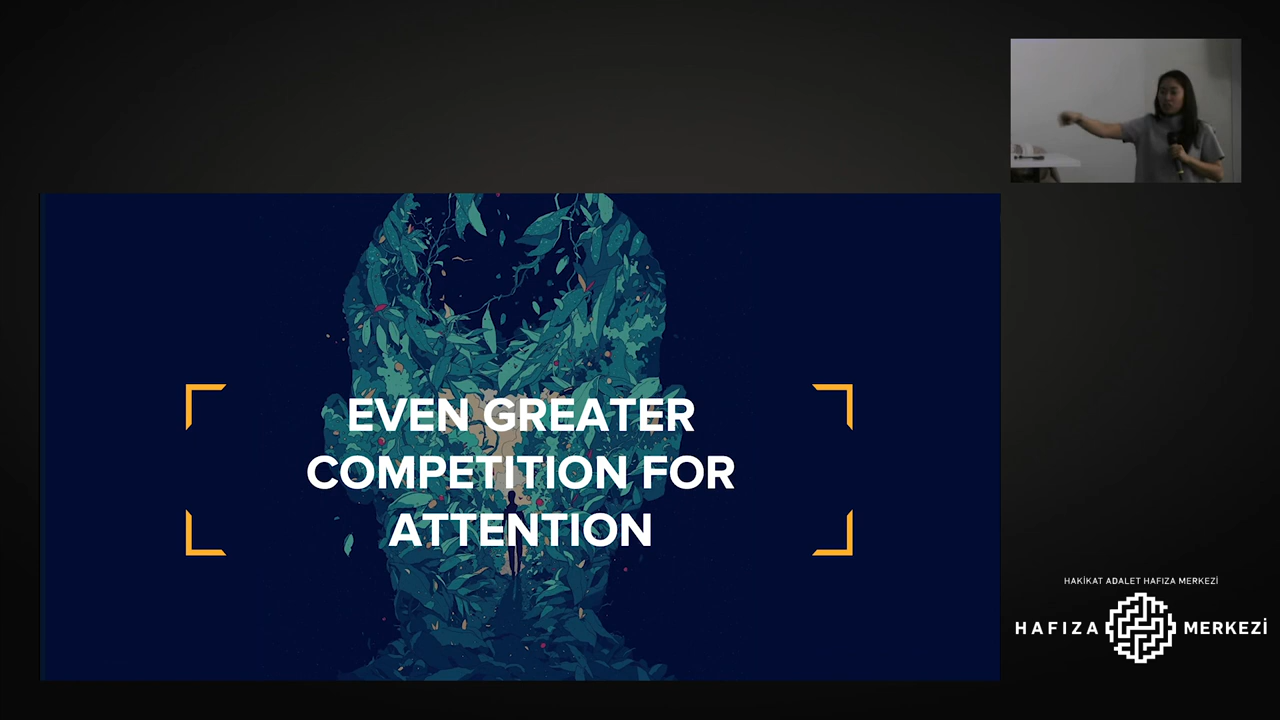 EVEN GREATER
COMPETITION FOR
ATTENTION
HAKİKAT ADALET HAFIZA MERKEZİ
HAFIZA MERKEZİ